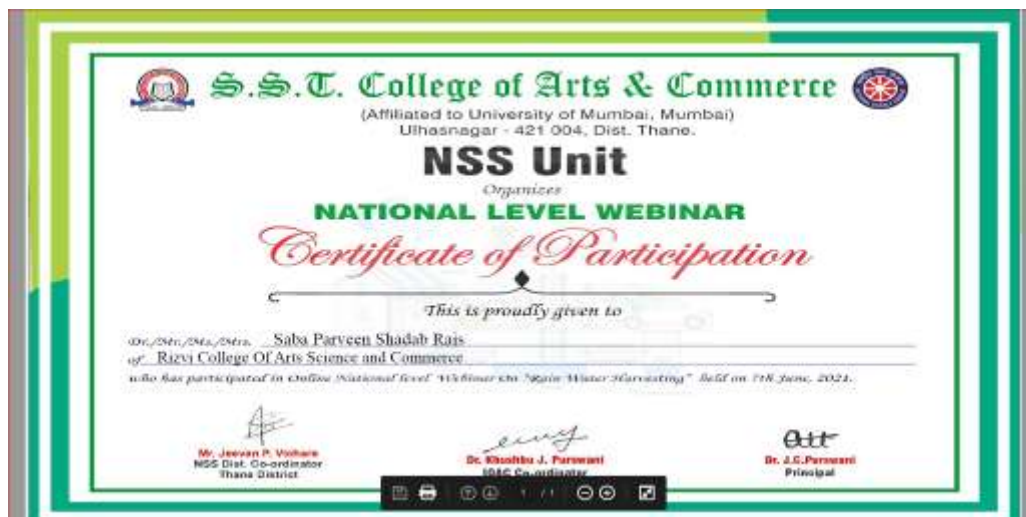 S.S.T. College of Arts & Commerce
(Affiliated to University of Mumbai, Mumbai)
Ulhasnagar - 421 004, Dist. Thane.
NSS Unit
Organizes
NATIONAL LEVEL WEBINAR
Certificate of Participation
This is proudly given to
Dr./Mr./Ms./Mrs. Saba Parveen Shadab Rais
of Rizvi College Of Arts Science and Commerce
who has participated in Online National level Webinar On "Rain Water Harvesting" held on 7th June, 2021.
Mr. Jeevan P. Vichare
NSS Dist. Co-ordinator
Thane District
Dr. Khushbu J. Purswani
IQAC Co-ordinator
Dr. J.C.Purswani
Principal
1 / 1